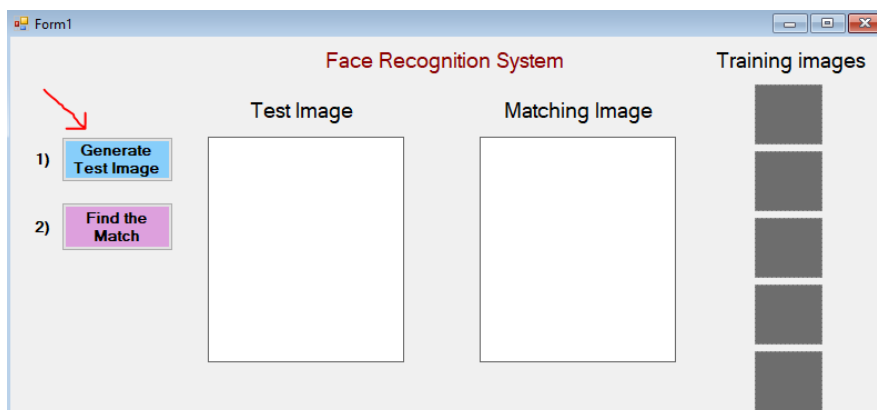 Form1
Face Recognition System
Training images
Test Image
Matching Image
1)
Generate
Test Image
2)
Find the
Match